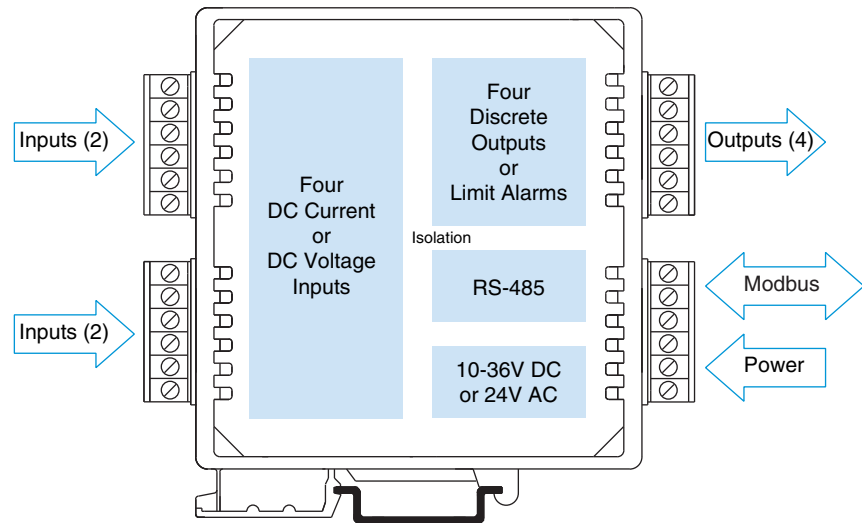 Inputs (2)
Inputs (2)
Four
DC Current
or
DC Voltage
Inputs
Four
Discrete
Outputs
or
Limit Alarms
Isolation
RS-485
10-36V DC
or 24V AC
Outputs (4)
Modbus
Power